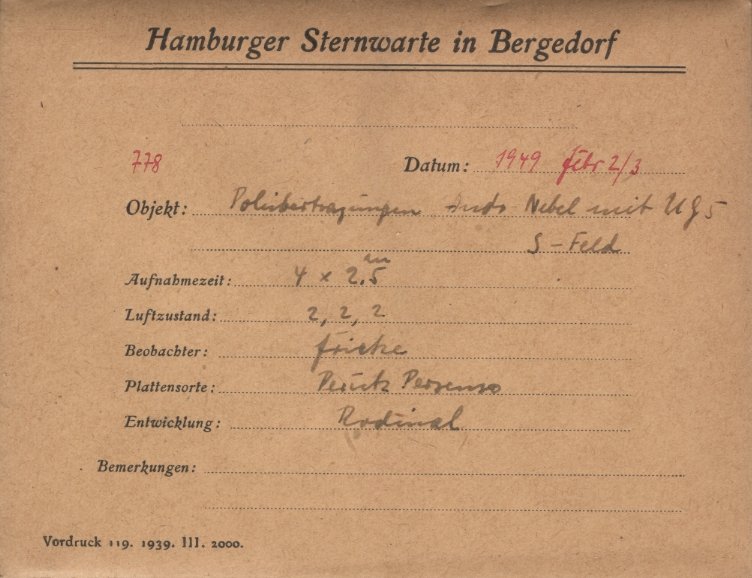 Hamburger Sternwarte in Bergedorf
778
Datum: 1949 Febr 2/3
Objekt: Polübertragungen Nebel mit UG5
S-Feld
Aufnahmezeit: 4 x 2.5 m
Luftzustand: 2, 2, 2
Beobachter: Fricke
Plattensorte: Perutz Persenso
Entwicklung: Rodinal
Bemerkungen:
Vordruck 119. 1939. III. 2000.